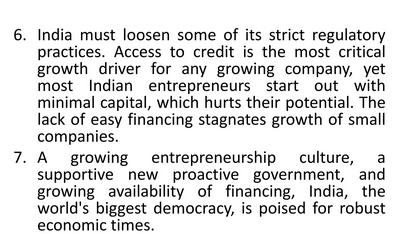 6. India must loosen some of its strict regulatory
practices. Access to credit is the most critical
growth driver for any growing company, yet
most Indian entrepreneurs start out with
minimal capital, which hurts their potential. The
lack of easy financing stagnates growth of small
companies.
7. A growing entrepreneurship culture, a
supportive new proactive government, and
growing availability of financing, India, the
world's biggest democracy, is poised for robust
economic times.